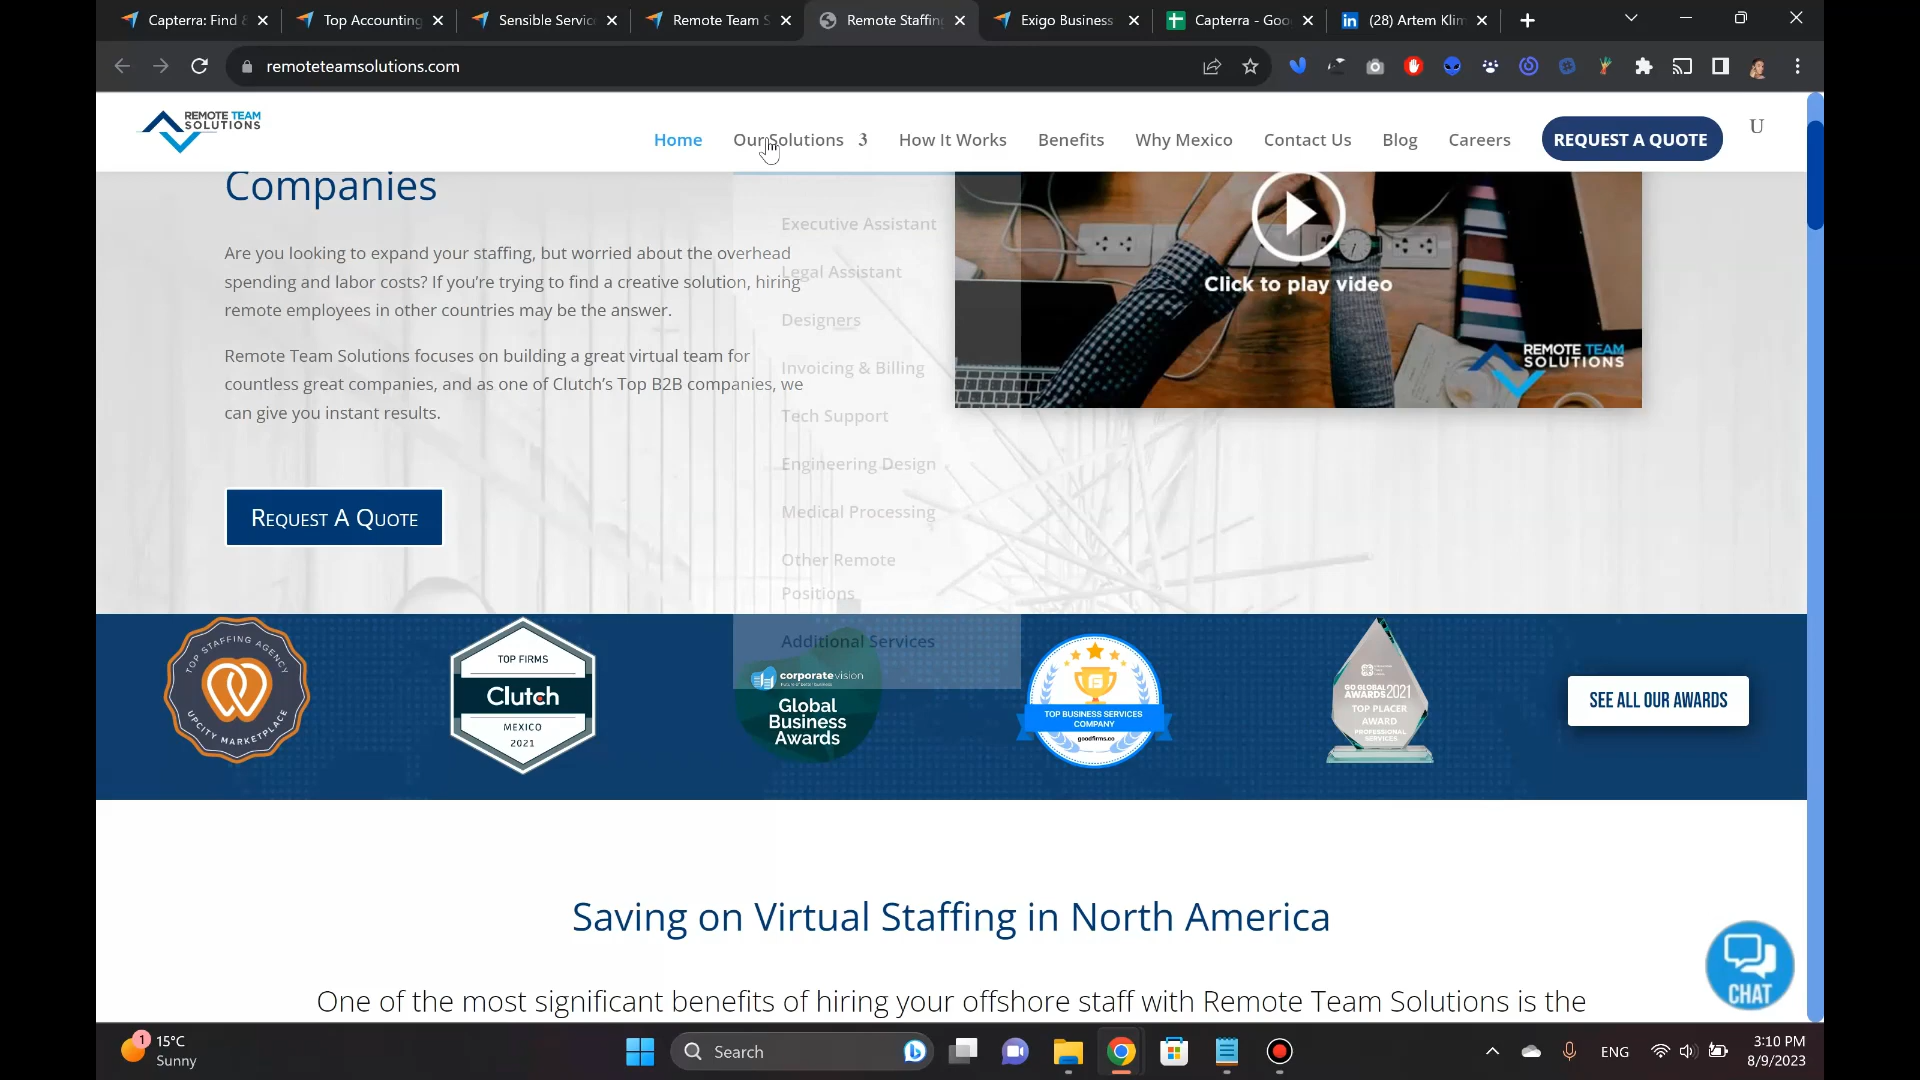 Capterra: Find &
Top Accounting
Sensible Servic
Remote Team S
Remote Staffin
Exigo Business
Capterra - Goo
(28) Artem Klim
remoteteamsolutions.com
REMOTE TEAM
SOLUTIONS
Home
Our Solutions
3
How It Works
Benefits
Why Mexico
Contact Us
Blog
Careers
REQUEST A QUOTE
U
Companies
Are you looking to expand your staffing, but worried about the overhead
spending and labor costs? If you're trying to find a creative solution, hiring
remote employees in other countries may be the answer.
Remote Team Solutions focuses on building a great virtual team for
countless great companies, and as one of Clutch's Top B2B companies, we
can give you instant results.
REQUEST A QUOTE
Executive Assistant
Legal Assistant
Designers
Invoicing & Billing
Tech Support
Engineering Design
Medical Processing
Other Remote
Positions
Additional Services
Click to play video
REMOTE TEAM
SOLUTIONS
TOP STAFFING AGENCY
UPCITY MARKETPLACE
TOP FIRMS
Clutch
MEXICO
2021
corporatevision
Global
Business
Awards
TOP BUSINESS SERVICES
COMPANY
goodfirms.co
GO GLOBAL
AWARDS 2021
TOP PLACER
AWARD
PROFESSIONAL
SERVICES
SEE ALL OUR AWARDS
Saving on Virtual Staffing in North America
One of the most significant benefits of hiring your offshore staff with Remote Team Solutions is the
CHAT
1
15°C
Sunny
Search
ENG
3:10 PM
8/9/2023